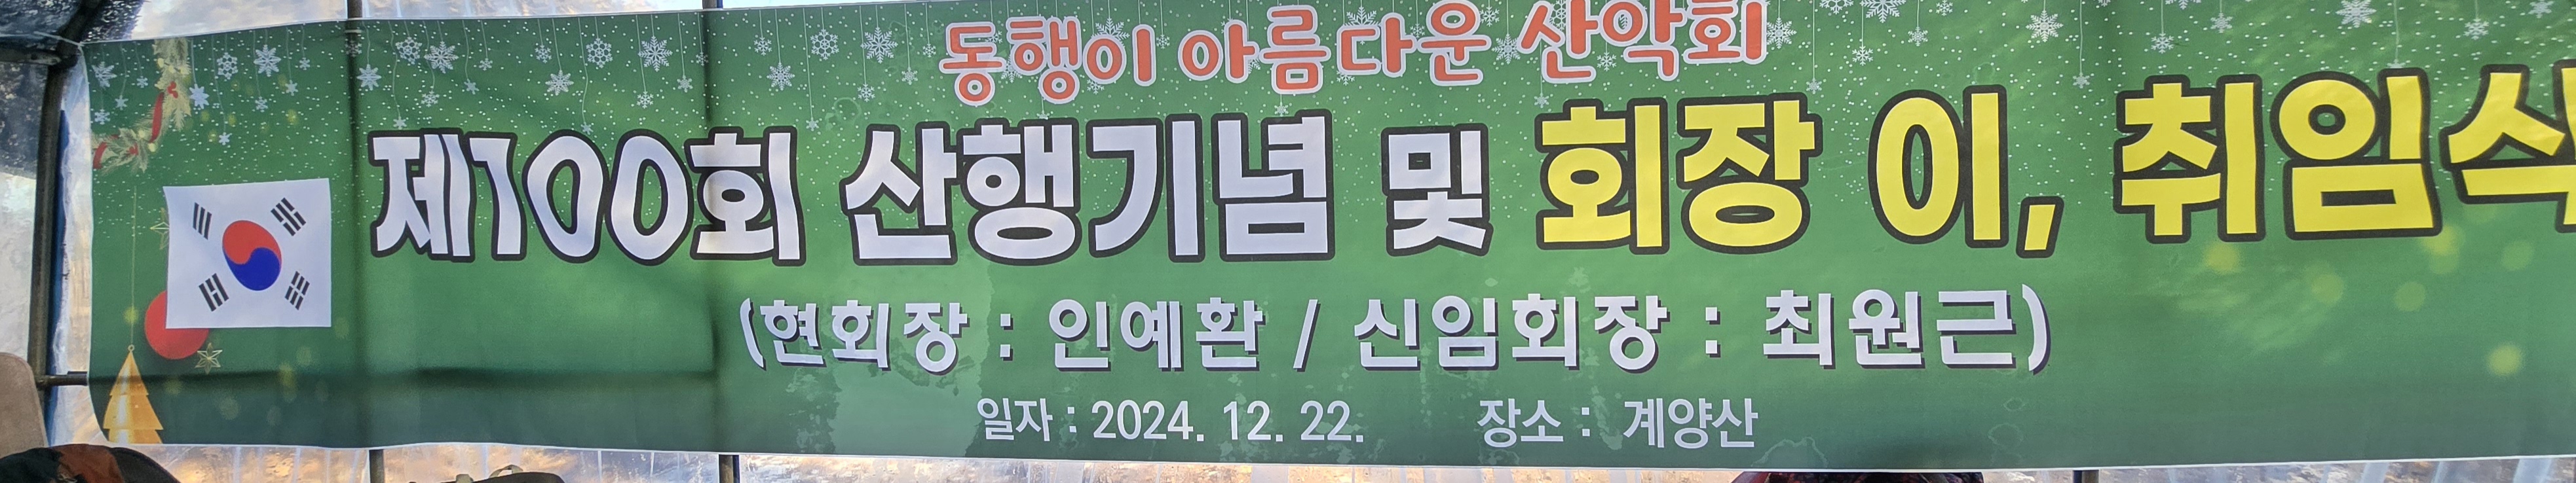 동행이 아름다운 산악회
제100회 산행기념 및 회장 이, 취임식
(현회장 : 인예환 / 신임회장 : 최원근)
일자 : 2024. 12. 22. 장소 : 계양산